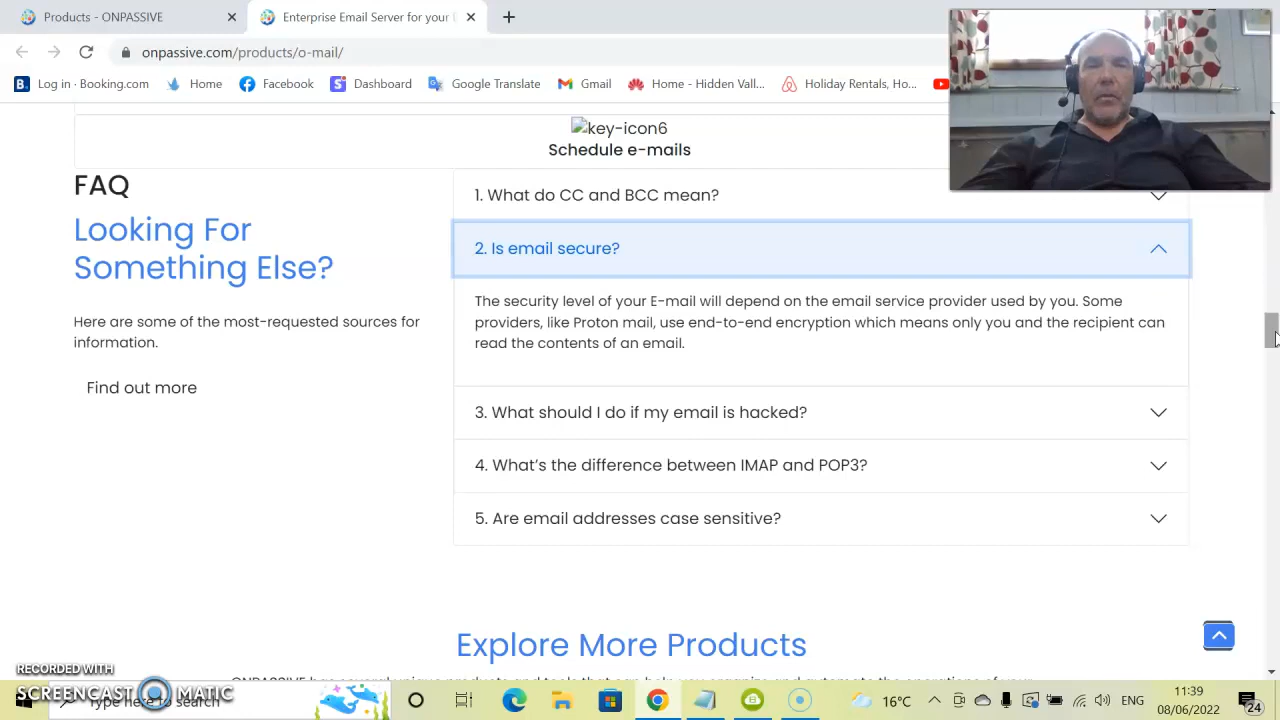 Products - ONPASSIVE
Enterprise Email Server for your
onpassive.com/products/o-mail/
Log in · Booking.com
Home
Facebook
Dashboard
Google Translate
Gmail
Home - Hidden Vall...
Holiday Rentals, Ho...
key-icon6
Schedule e-mails
FAQ
Looking For
Something Else?
Here are some of the most-requested sources for
information.
Find out more
1. What do CC and BCC mean?
2. Is email secure?
The security level of your E-mail will depend on the email service provider used by you. Some
providers, like Proton mail, use end-to-end encryption which means only you and the recipient can
read the contents of an email.
3. What should I do if my email is hacked?
4. What's the difference between IMAP and POP3?
5. Are email addresses case sensitive?
Explore More Products
RECORDED WITH
SCREENCAST MATIC
Type here to search
16°C
ENG
11:39
08/06/2022
24